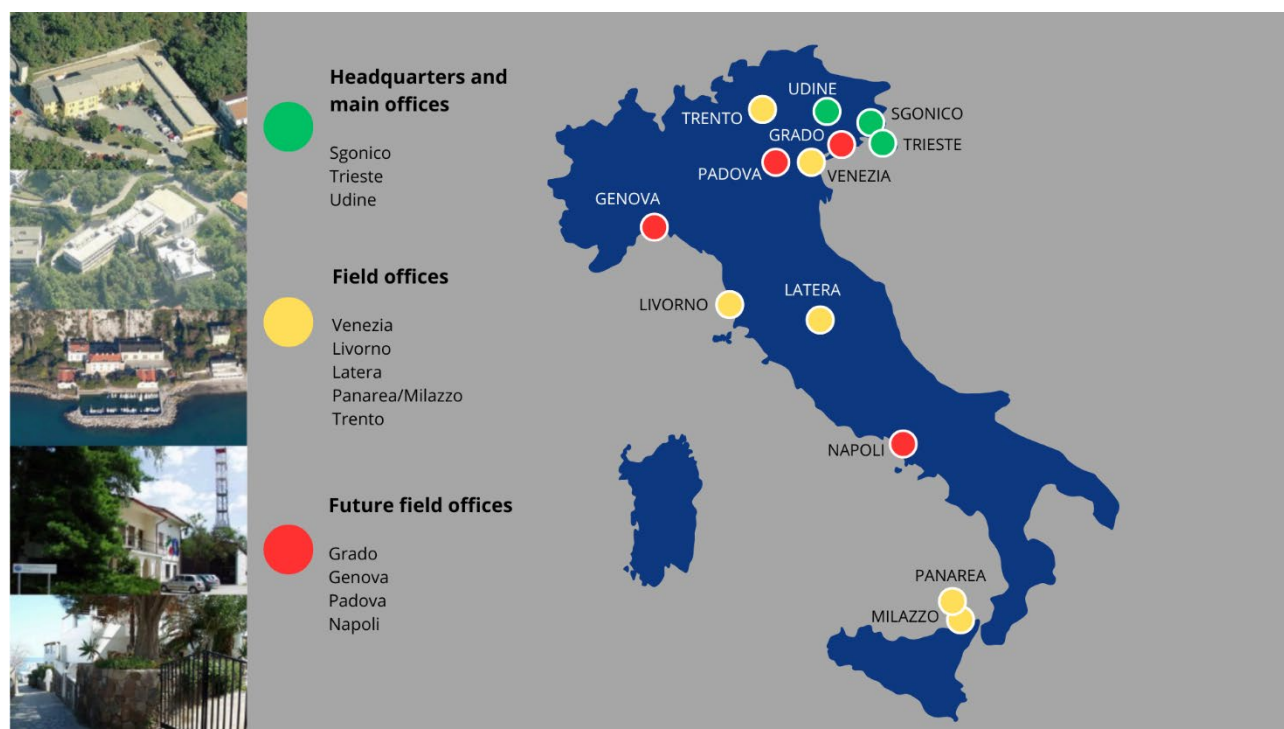 Headquarters and
main offices
Sgonico
Trieste
Udine
Field offices
Venezia
Livorno
Latera
Panarea/Milazzo
Trento
Future field offices
Grado
Genova
Padova
Napoli
UDINE
TRENTO
SGONICO
GRADO
TRIESTE
PADOVA
VENEZIA
GENOVA
LIVORNO
LATERA
NAPOLI
PANAREA
MILAZZO